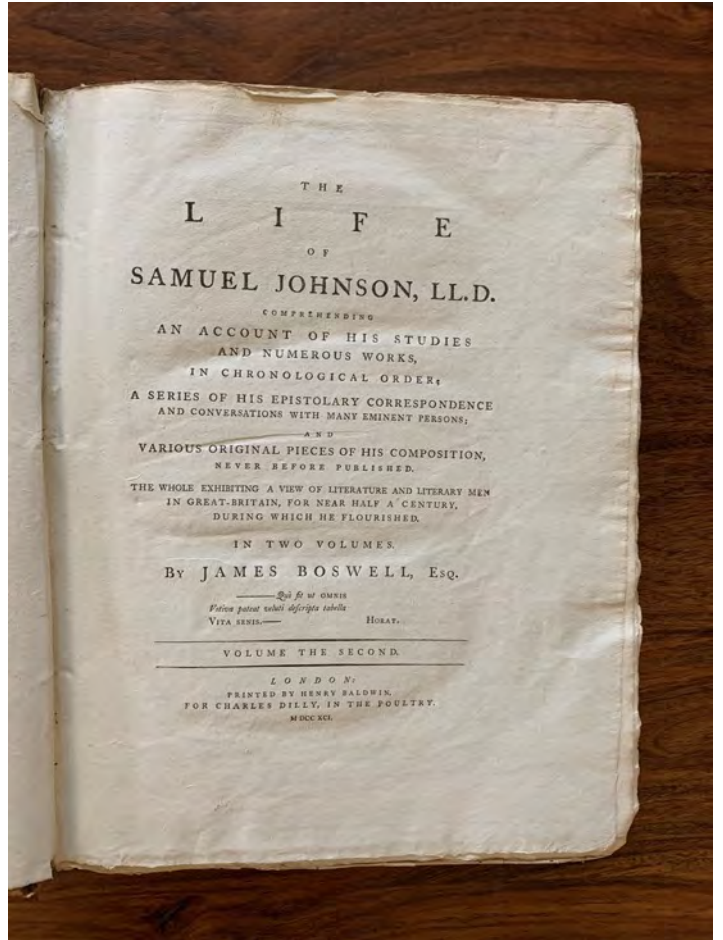 THE
LIFE
OF
SAMUEL JOHNSON, LL.D.
COMPREHENDING
AN ACCOUNT OF HIS STUDIES
AND NUMEROUS WORKS,
IN CHRONOLOGICAL ORDER;
A SERIES OF HIS EPISTOLARY CORRESPONDENCE
AND CONVERSATIONS WITH MANY EMINENT PERSONS;
AND
VARIOUS ORIGINAL PIECES OF HIS COMPOSITION,
NEVER BEFORE PUBLISHED.
THE WHOLE EXHIBITING A VIEW OF LITERATURE AND LITERARY MEN
IN GREAT-BRITAIN, FOR NEAR HALF A CENTURY,
DURING WHICH HE FLOURISHED.
IN TWO VOLUMES.
BY JAMES BOSWELL, ESQ.
———Quò fit ut OMNIS
Votiva pateat veluti deſcripta tabella
VITA SENIS.—— HORAT.
VOLUME THE SECOND.
LONDON:
PRINTED BY HENRY BALDWIN,
FOR CHARLES DILLY, IN THE POULTRY.
M DCC XCI.